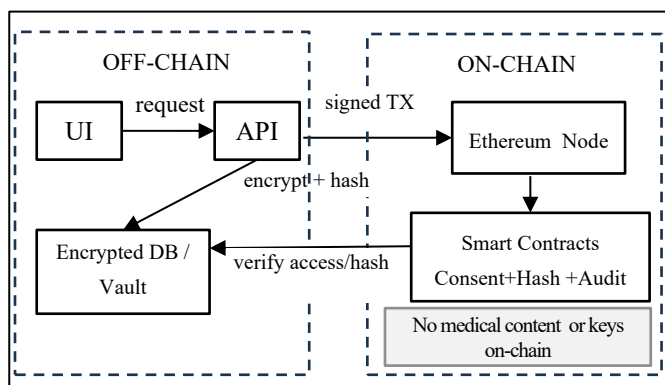 OFF-CHAIN
ON-CHAIN
request
signed TX
UI
API
Ethereum Node
encrypt + hash
Encrypted DB /
Vault
verify access/hash
Smart Contracts
Consent+Hash +Audit
No medical content or keys
on-chain